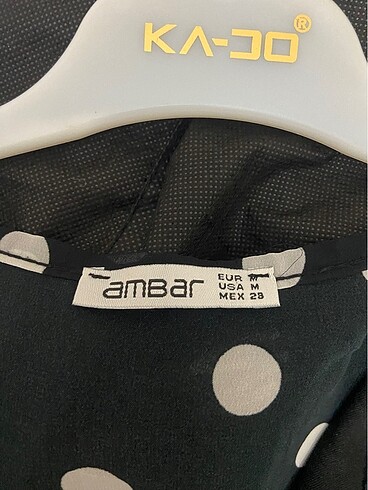 KA-DO®
ambar
EUR M
USA M
MEX 28